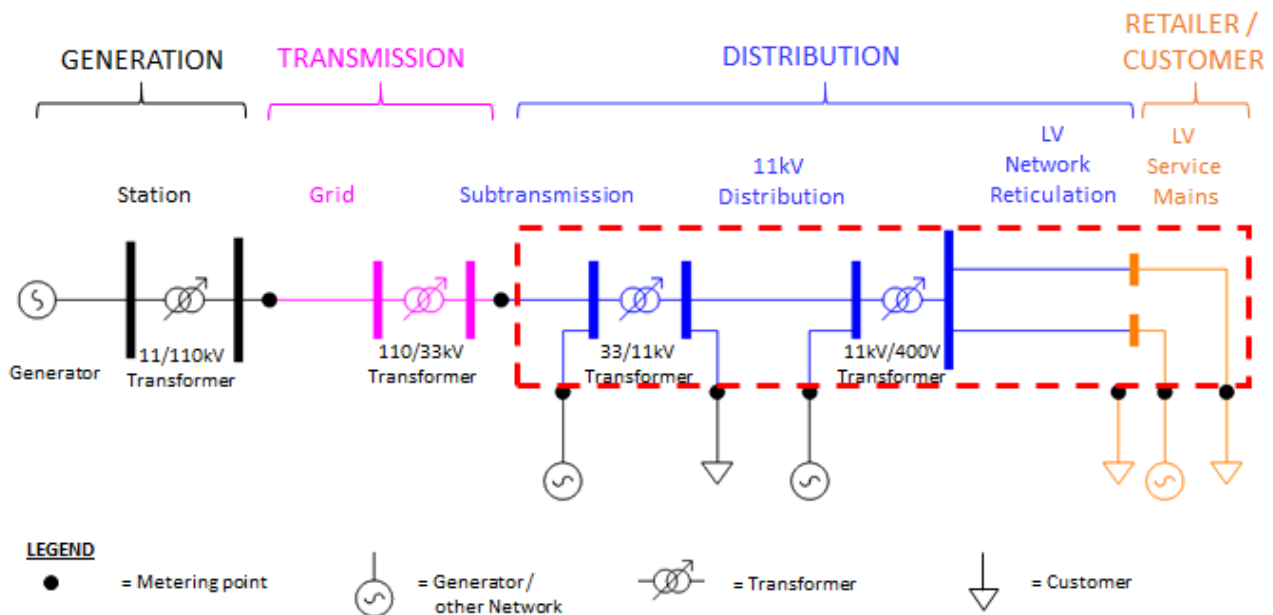 RETAILER /
GENERATION TRANSMISSION DISTRIBUTION CUSTOMER
LV LV
11kV Network Service
Station Grid Subtransmission Distribution Reticulation Mains
11/110kV 110/33kV 33/11kV 11kV/400V
Generator Transformer Transformer Transformer Transformer
LEGEND
= Metering point = Generator/ = Transformer = Customer
other Network